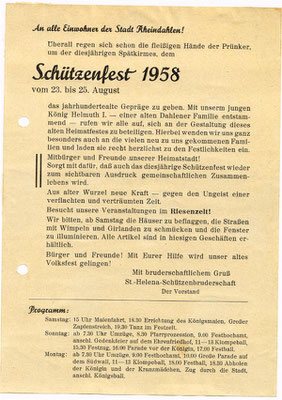 An alle Einwohner der Stadt Rheindahlen!
Überall regen sich schon die fleißigen Hände der Prünker,
um der diesjährigen Spätkirmes, dem
Schützenfest 1958
vom 23. bis 25. August
das jahrhundertealte Gepräge zu geben. Mit unserm jungen
König Helmuth I. — einer alten Dahlener Familie entstam-
mend — rufen wir alle auf, sich an der Gestaltung dieses
alten Heimatfestes zu beteiligen. Hierbei wenden wir uns ganz
besonders auch an die vielen neu zu uns gekommenen Fami-
lien und laden sie recht herzlichst zu den Festlichkeiten ein.
Mitbürger und Freunde unserer Heimatstadt!
Sorgt mit dafür, daß auch das diesjährige Schützenfest wieder
zum sichtbaren Ausdruck gemeinschaftlichen Zusammen-
lebens wird.
Aus alter Wurzel neue Kraft — gegen den Ungeist einer
verflachten und verträumten Zeit.
Besucht unsere Veranstaltungen im Riesenzelt!
Wir bitten, ab Samstag die Häuser zu beflaggen, die Straßen
mit Wimpeln und Girlanden zu schmücken und die Fenster
zu illuminieren. Alle Artikel sind in hiesigen Geschäften er-
hältlich.
Bürger und Freunde! Mit Eurer Hilfe wird unser altes
Volksfest gelingen!
Mit bruderschaftlichem Gruß
St.-Helena-Schützenbruderschaft
Der Vorstand
Programm:
Samstag: 15 Uhr Maienfahrt, 18.30 Errichtung des Königsmaien, Großer
Zapfenstreich, 19.30 Tanz im Festzelt.
Sonntag: ab 7.30 Uhr Umzüge, 8.30 Pfarrprozession, 9.00 Festhochamt,
anschl. Gedenkfeier auf dem Ehrenfriedhof, 11—13 Klompeball,
15.30 Festzug, 16.00 Parade vor der Königin, 17.00 Festball.
Montag: ab 7.30 Uhr Umzüge, 9.00 Festhochamt, 10.00 Große Parade auf
dem Südwall, 11—13 Klompeball, 18.00 Festball, 18.30 Abholen
der Königin und der Kranzmädchen, Zug durch die Stadt,
anschl. Königsball.